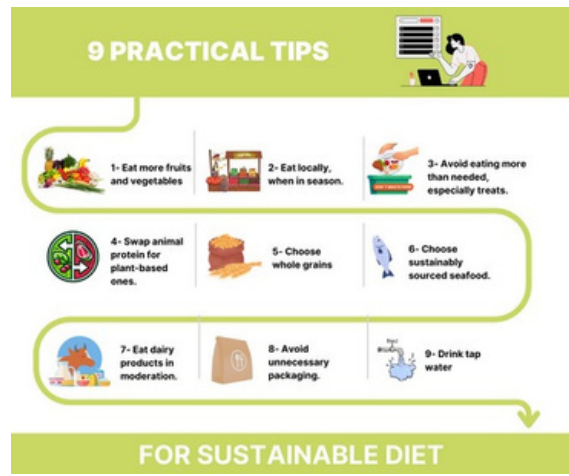 9 PRACTICAL TIPS
1- Eat more fruits
and vegetables
2- Eat locally,
when in season.
3- Avoid eating more
than needed,
especially treats.
4- Swap animal
protein for
plant-based
ones.
5- Choose
whole grains
6- Choose
sustainably
sourced seafood.
7- Eat dairy
products in
moderation.
8- Avoid
unnecessary
packaging.
9- Drink tap
water
FOR SUSTAINABLE DIET